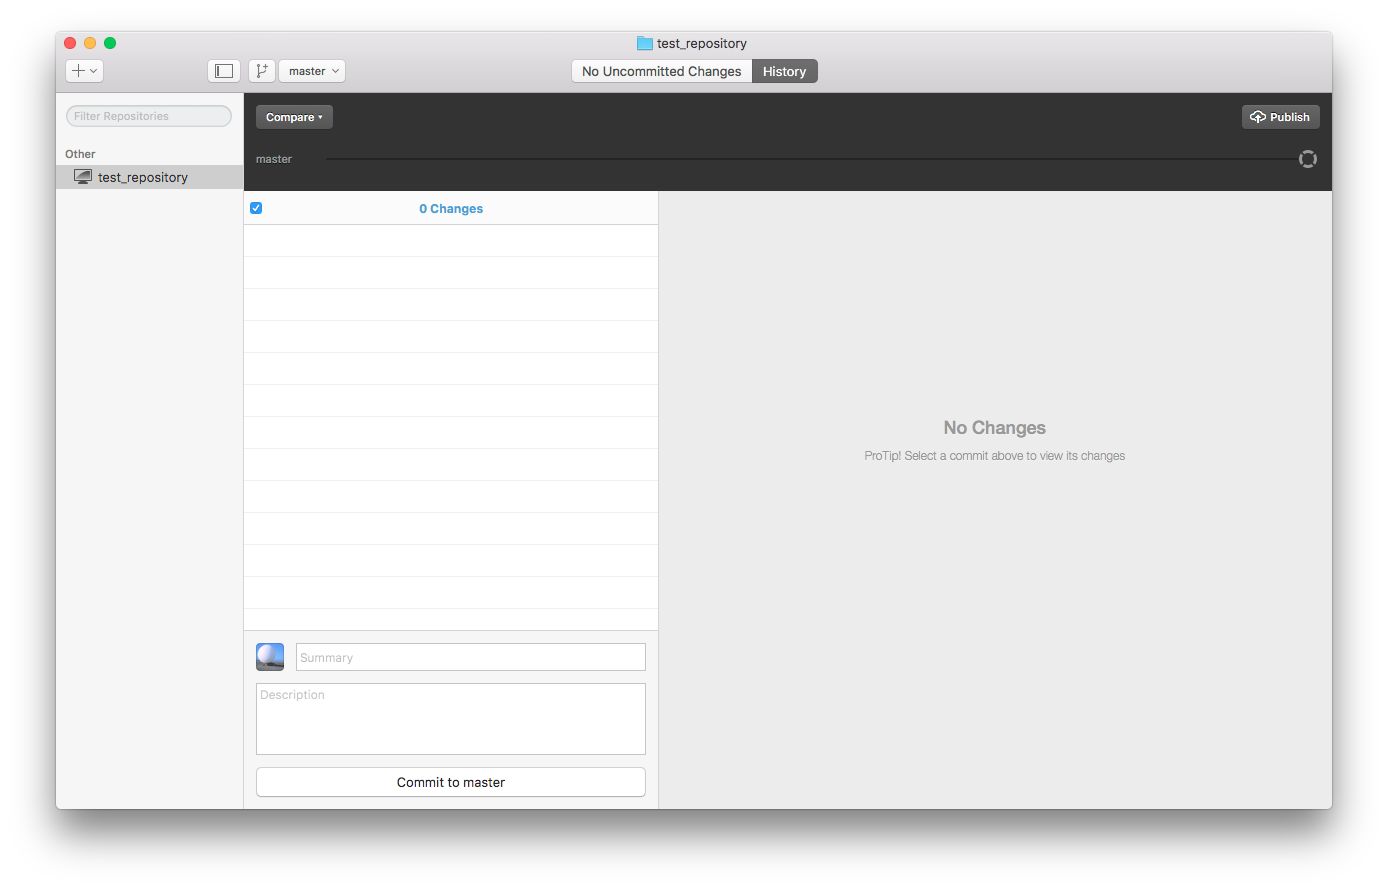 test_repository
master
No Uncommitted Changes
History
Filter Repositories
Compare
Publish
Other
master
test_repository
0 Changes
No Changes
ProTip! Select a commit above to view its changes
Summary
Description
Commit to master